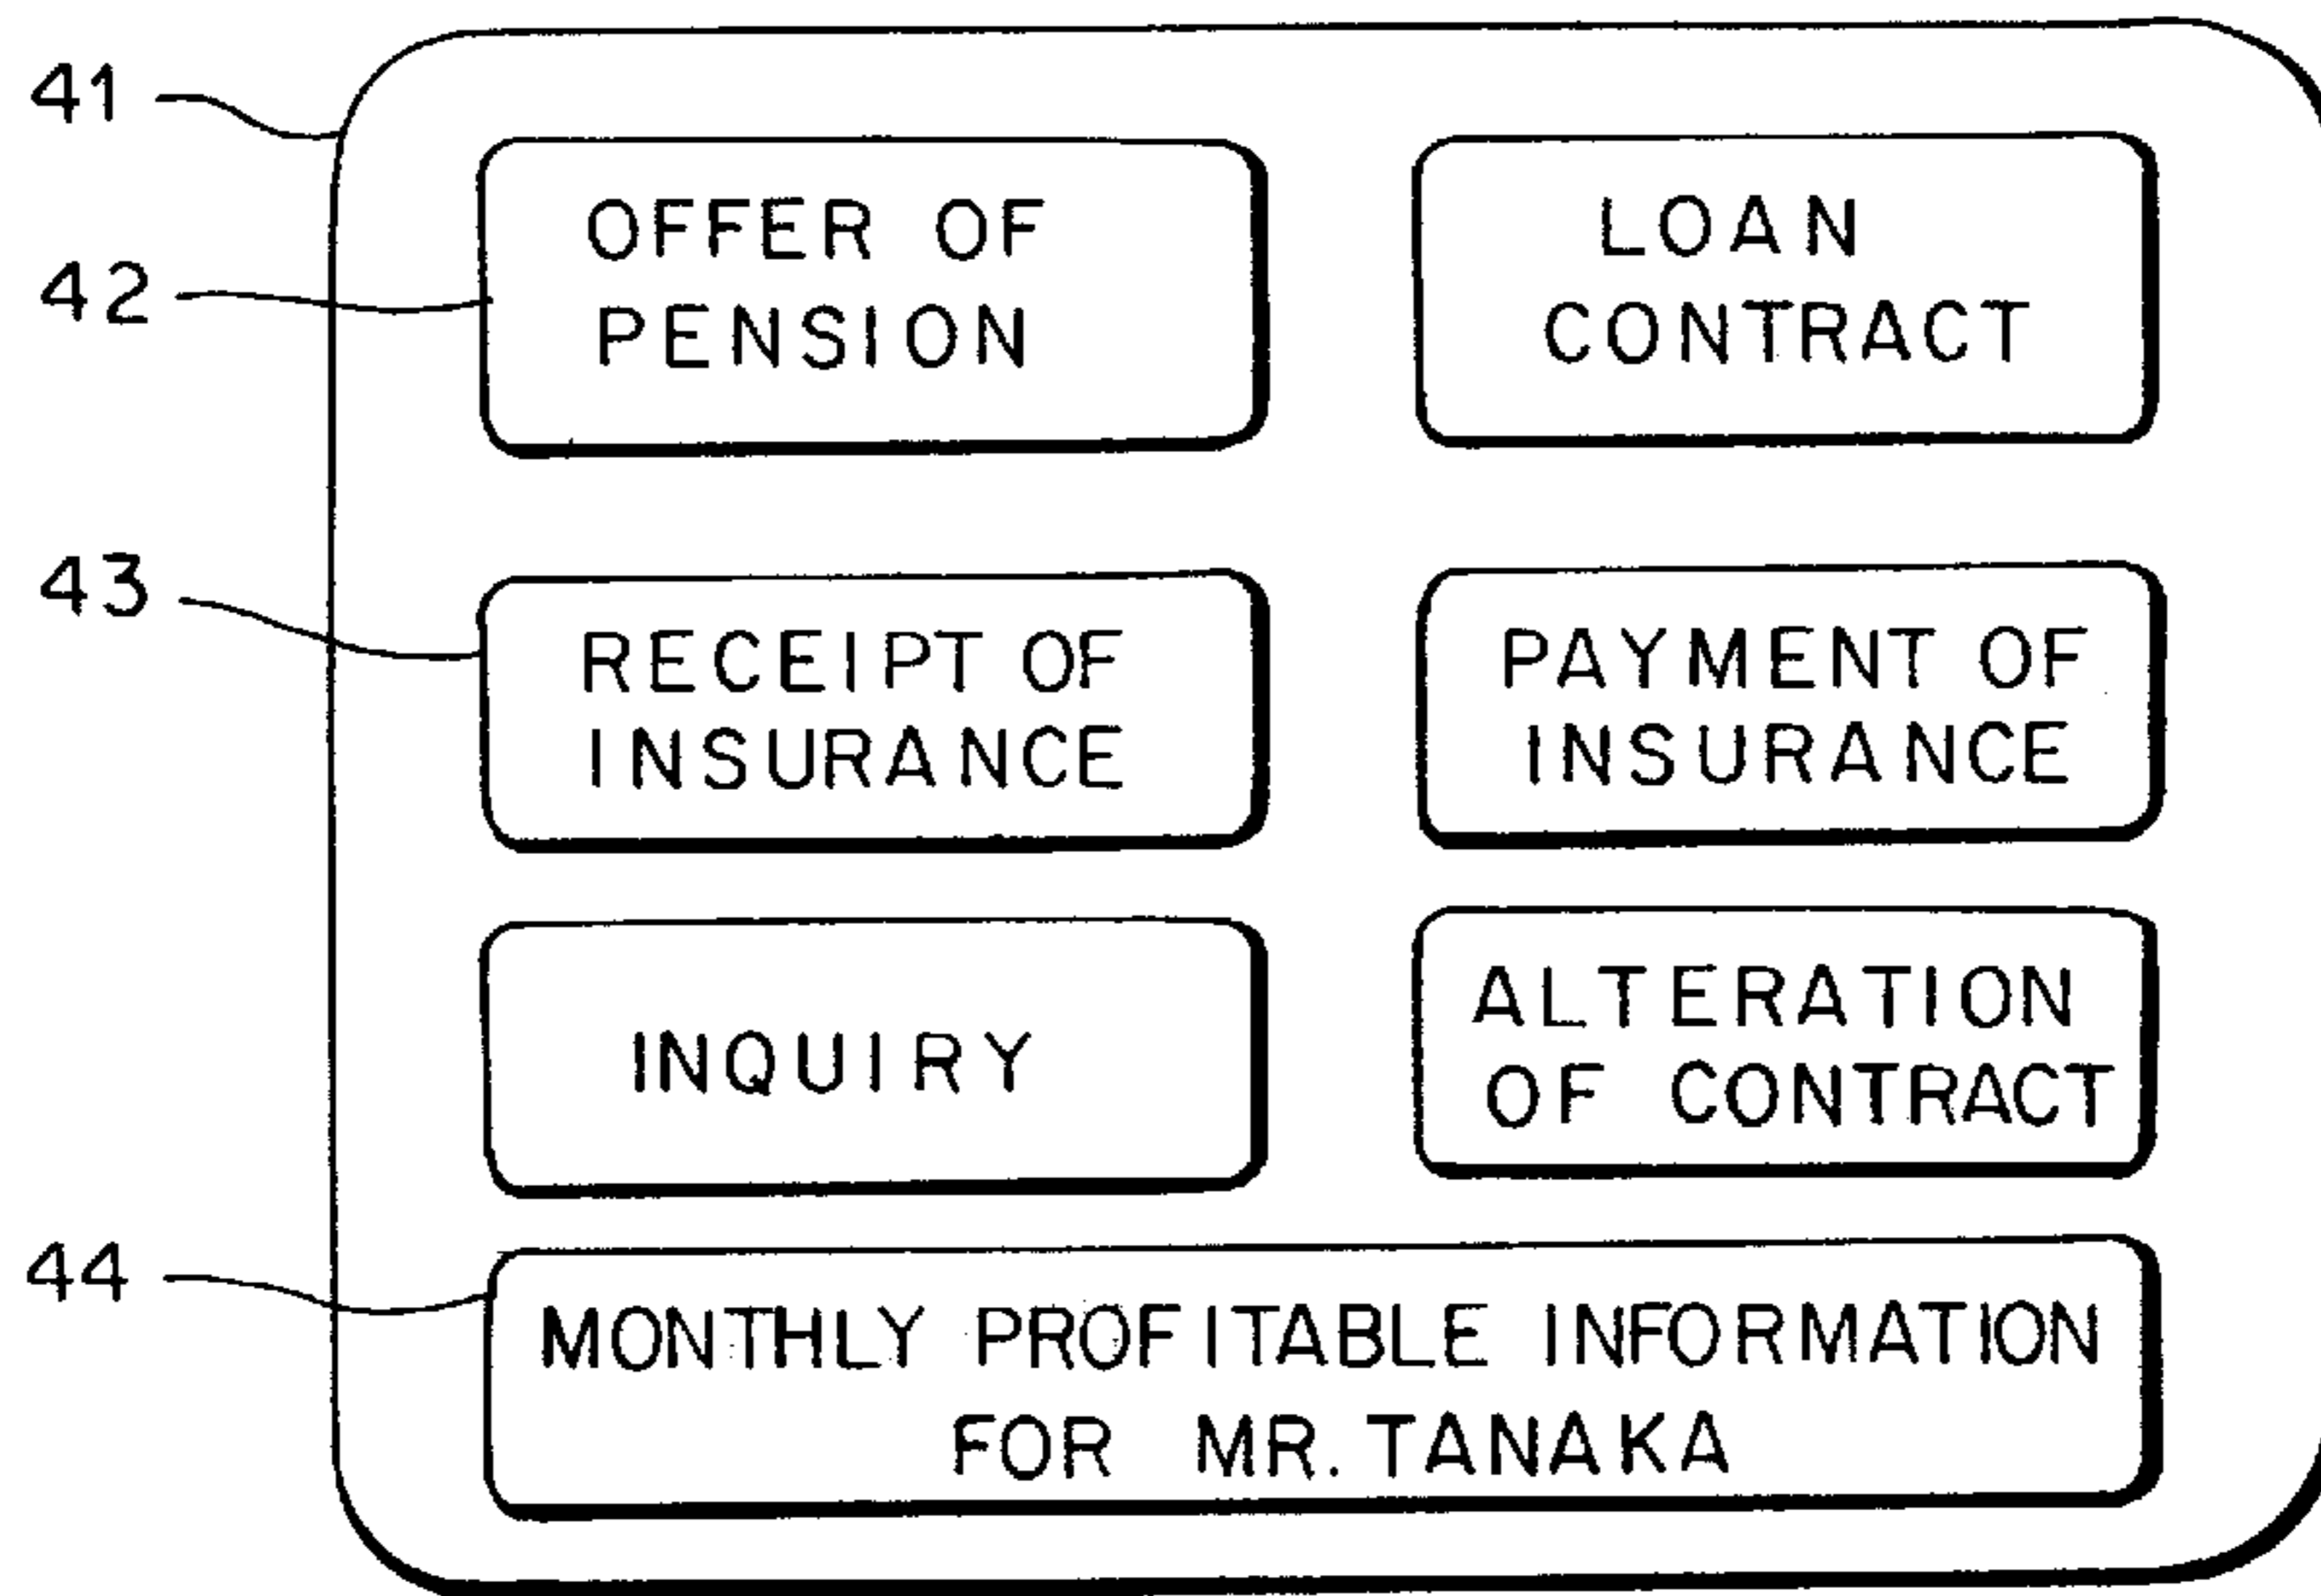 41
42
OFFER OF
PENSION
LOAN
CONTRACT
43
RECEIPT OF
INSURANCE
PAYMENT OF
INSURANCE
INQUIRY
ALTERATION
OF CONTRACT
44
MONTHLY PROFITABLE INFORMATION
FOR MR. TANAKA